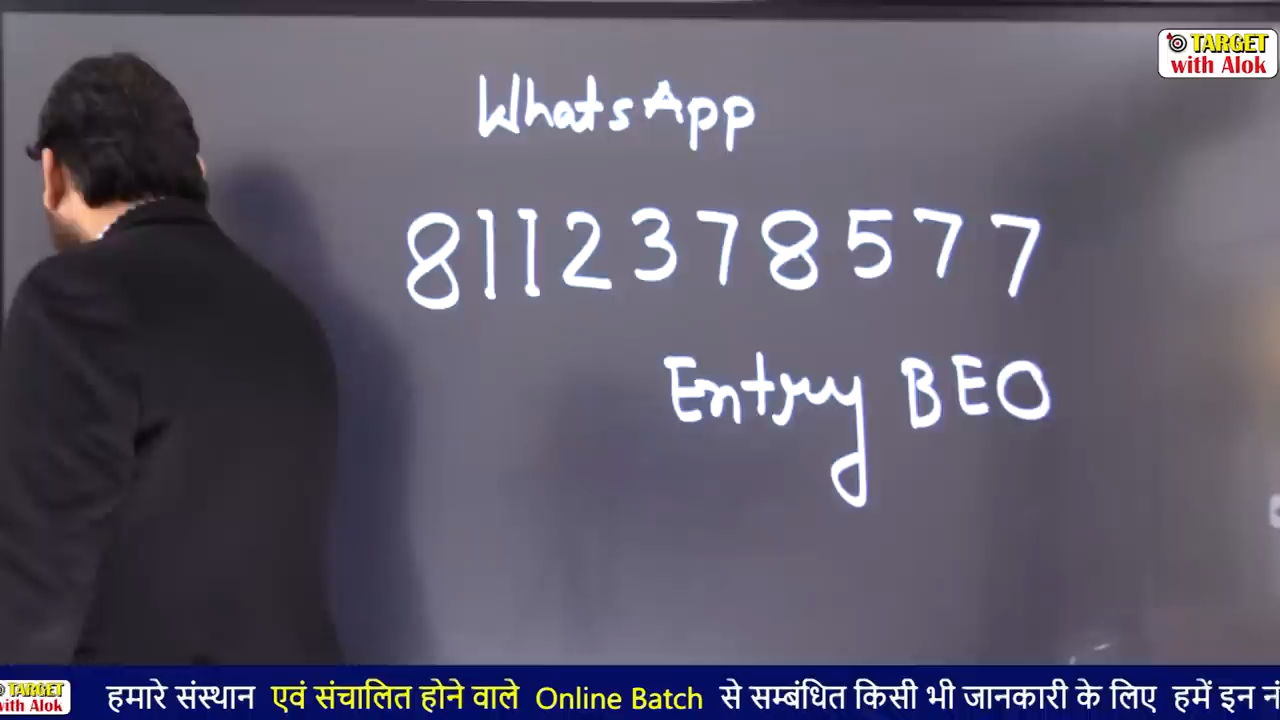 TARGET
with Alok
WhatsApp
8112378577
Entry BEO
TARGET
with Alok
हमारे संस्थान एवं संचालित होने वाले Online Batch से सम्बंधित किसी भी जानकारी के लिए हमें इन